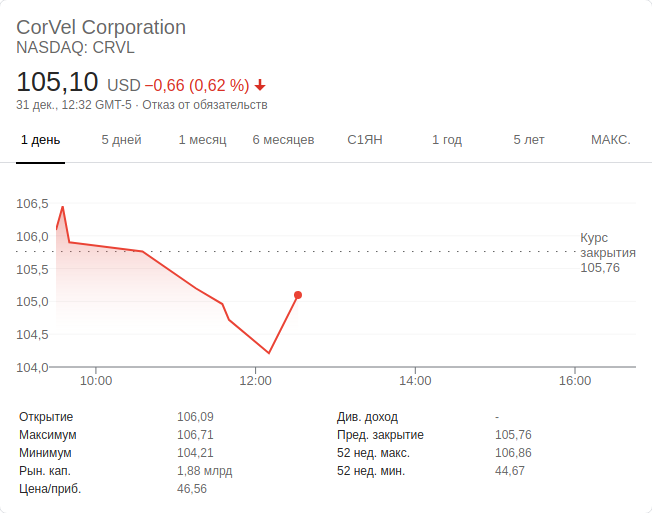 CorVel Corporation
NASDAQ: CRVL
105,10 USD −0,66 (0,62 %)
31 дек., 12:32 GMT-5 · Отказ от обязательств
1 день 5 дней 1 месяц 6 месяцев С1ЯН 1 год 5 лет МАКС.
106,5
106,0
105,5
105,0
104,5
104,0
Курс
закрытия
105,76
10:00 12:00 14:00 16:00
Открытие 106,09 Див. доход -
Максимум 106,71 Пред. закрытие 105,76
Минимум 104,21 52 нед. макс. 106,86
Рын. кап. 1,88 млрд 52 нед. мин. 44,67
Цена/приб. 46,56